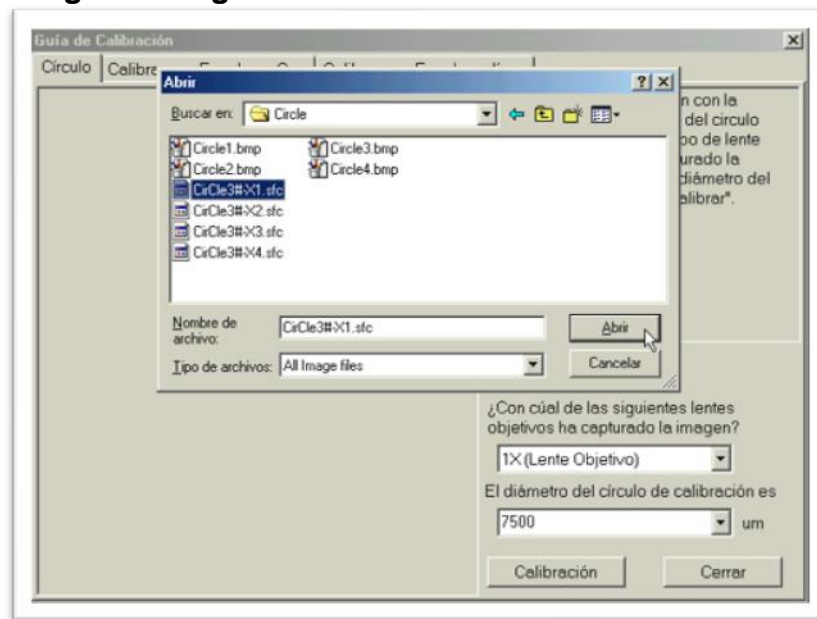 Guía de Calibración
Círculo
Abrir
Buscar en: Circle
Circle1.bmp
Circle2.bmp
CirCle3#-X1.sfc
CirCle3#-X2.sfc
CirCle3#-X3.sfc
CirCle3#-X4.sfc
Circle3.bmp
Circle4.bmp
Nombre de
archivo:
CirCle3#-X1.sfc
Abrir
Tipo de archivos: All Image files
Cancelar
n con la
del circulo
po de lente
urado la
diámetro del
alibrar".
¿Con cúal de las siguientes lentes
objetivos ha capturado la imagen?
1X (Lente Objetivo)
El diámetro del círculo de calibración es
7500 um
Calibración Cerrar